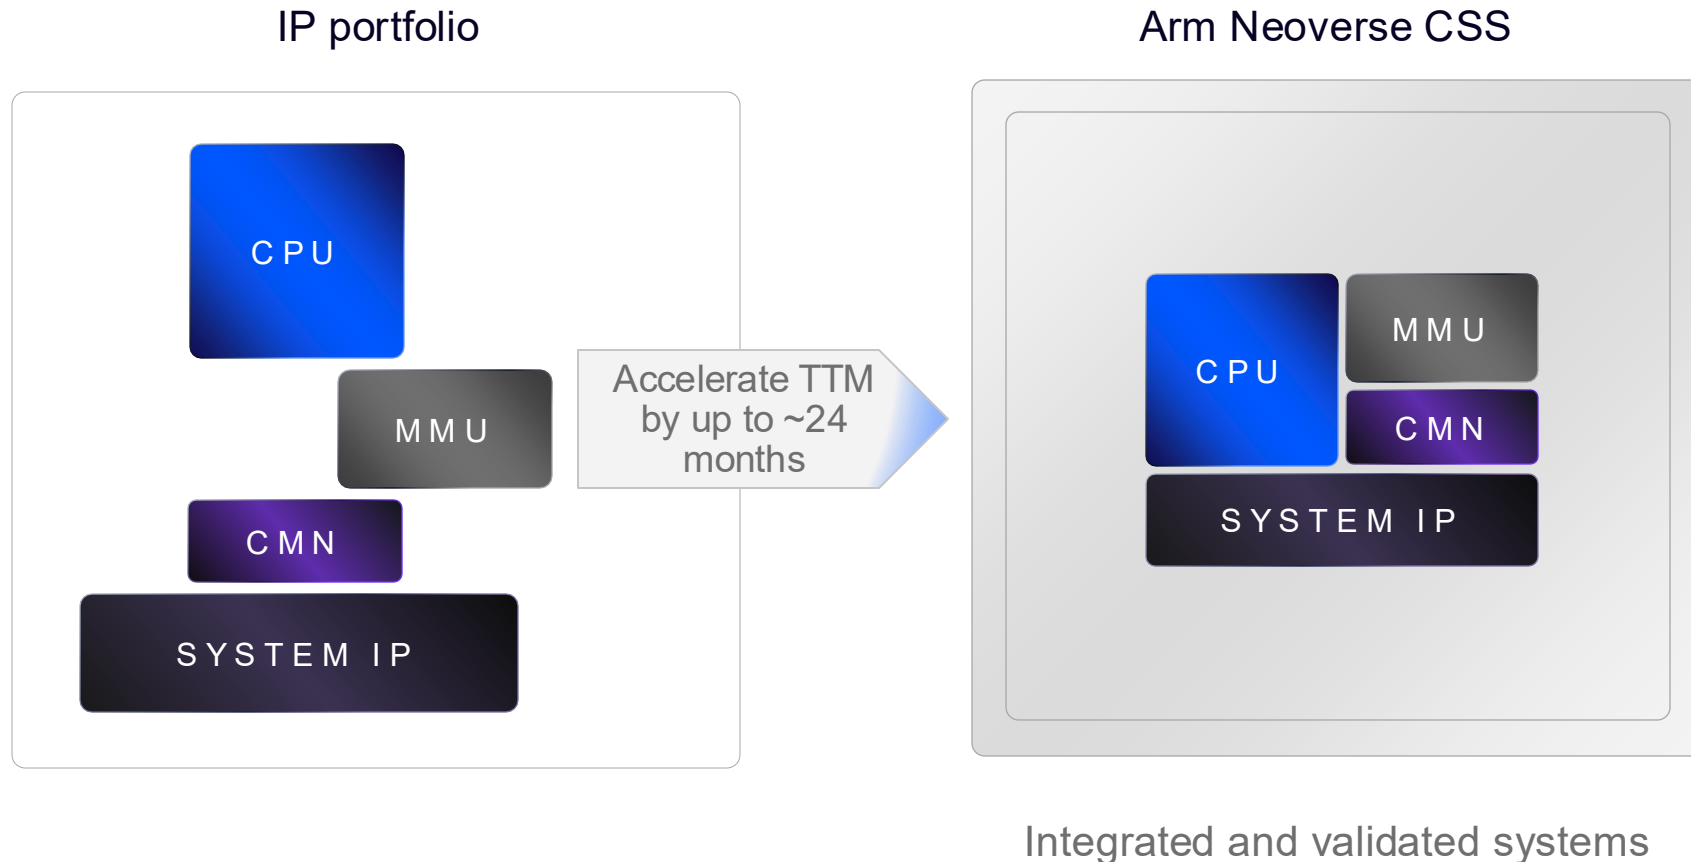 IP portfolio
Arm Neoverse CSS
CPU
MMU
CMN
SYSTEM IP
Accelerate TTM
by up to ~24
months
CPU
MMU
CMN
SYSTEM IP
Integrated and validated systems